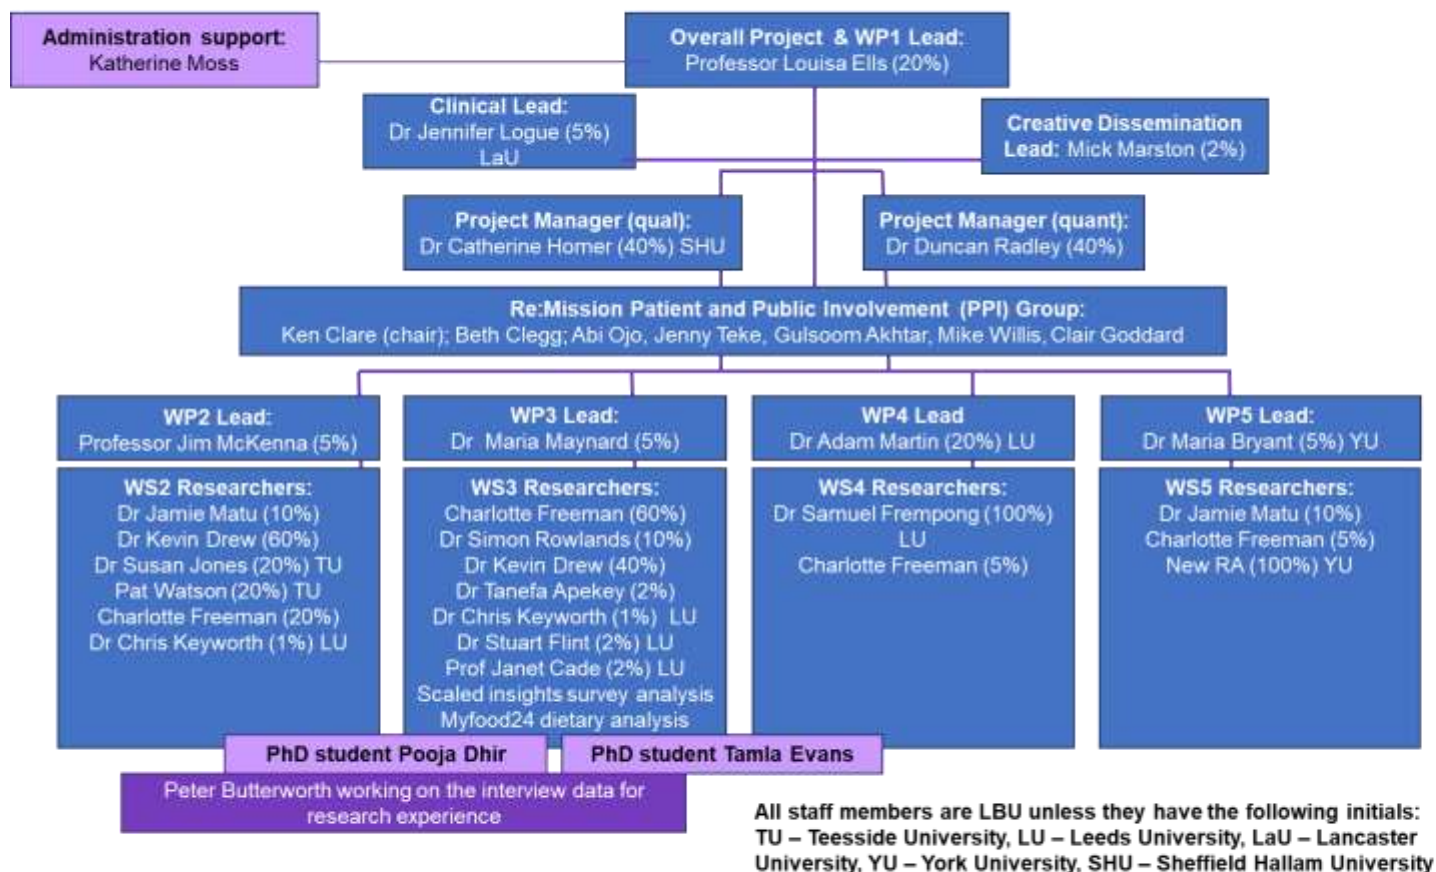 Administration support:
Katherine Moss
Overall Project & WP1 Lead:
Professor Louisa Ells (20%)
Clinical Lead:
Dr Jennifer Logue (5%)
LaU
Creative Dissemination
Lead: Mick Marston (2%)
Project Manager (qual):
Dr Catherine Homer (40%) SHU
Project Manager (quant):
Dr Duncan Radley (40%)
Re:Mission Patient and Public Involvement (PPI) Group:
Ken Clare (chair); Beth Clegg; Abi Ojo, Jenny Teke, Gulsoom Akhtar, Mike Willis, Clair Goddard
WP2 Lead:
Professor Jim McKenna (5%)
WP3 Lead:
Dr Maria Maynard (5%)
WP4 Lead
Dr Adam Martin (20%) LU
WP5 Lead:
Dr Maria Bryant (5%) YU
WS2 Researchers:
Dr Jamie Matu (10%)
Dr Kevin Drew (60%)
Dr Susan Jones (20%) TU
Pat Watson (20%) TU
Charlotte Freeman (20%)
Dr Chris Keyworth (1%) LU
WS3 Researchers:
Charlotte Freeman (60%)
Dr Simon Rowlands (10%)
Dr Kevin Drew (40%)
Dr Tanefa Apekey (2%)
Dr Chris Keyworth (1%) LU
Dr Stuart Flint (2%) LU
Prof Janet Cade (2%) LU
Scaled insights survey analysis
Myfood24 dietary analysis
WS4 Researchers:
Dr Samuel Frempong (100%)
LU
Charlotte Freeman (5%)
WS5 Researchers:
Dr Jamie Matu (10%)
Charlotte Freeman (5%)
New RA (100%) YU
PhD student Pooja Dhir
PhD student Tamla Evans
Peter Butterworth working on the interview data for
research experience
All staff members are LBU unless they have the following initials:
TU – Teesside University, LU – Leeds University, LaU – Lancaster
University, YU – York University, SHU – Sheffield Hallam University